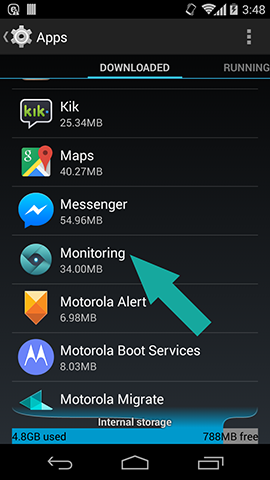 3:48
Apps
DOWNLOADED RUNNING
kik.
Kik
25.34MB
g
Maps
40.27MB
Messenger
54.96MB
Monitoring
34.00MB
Motorola Alert
6.98MB
Motorola Boot Services
8.03MB
Motorola Migrate
Internal storage
4.8GB used 788MB free